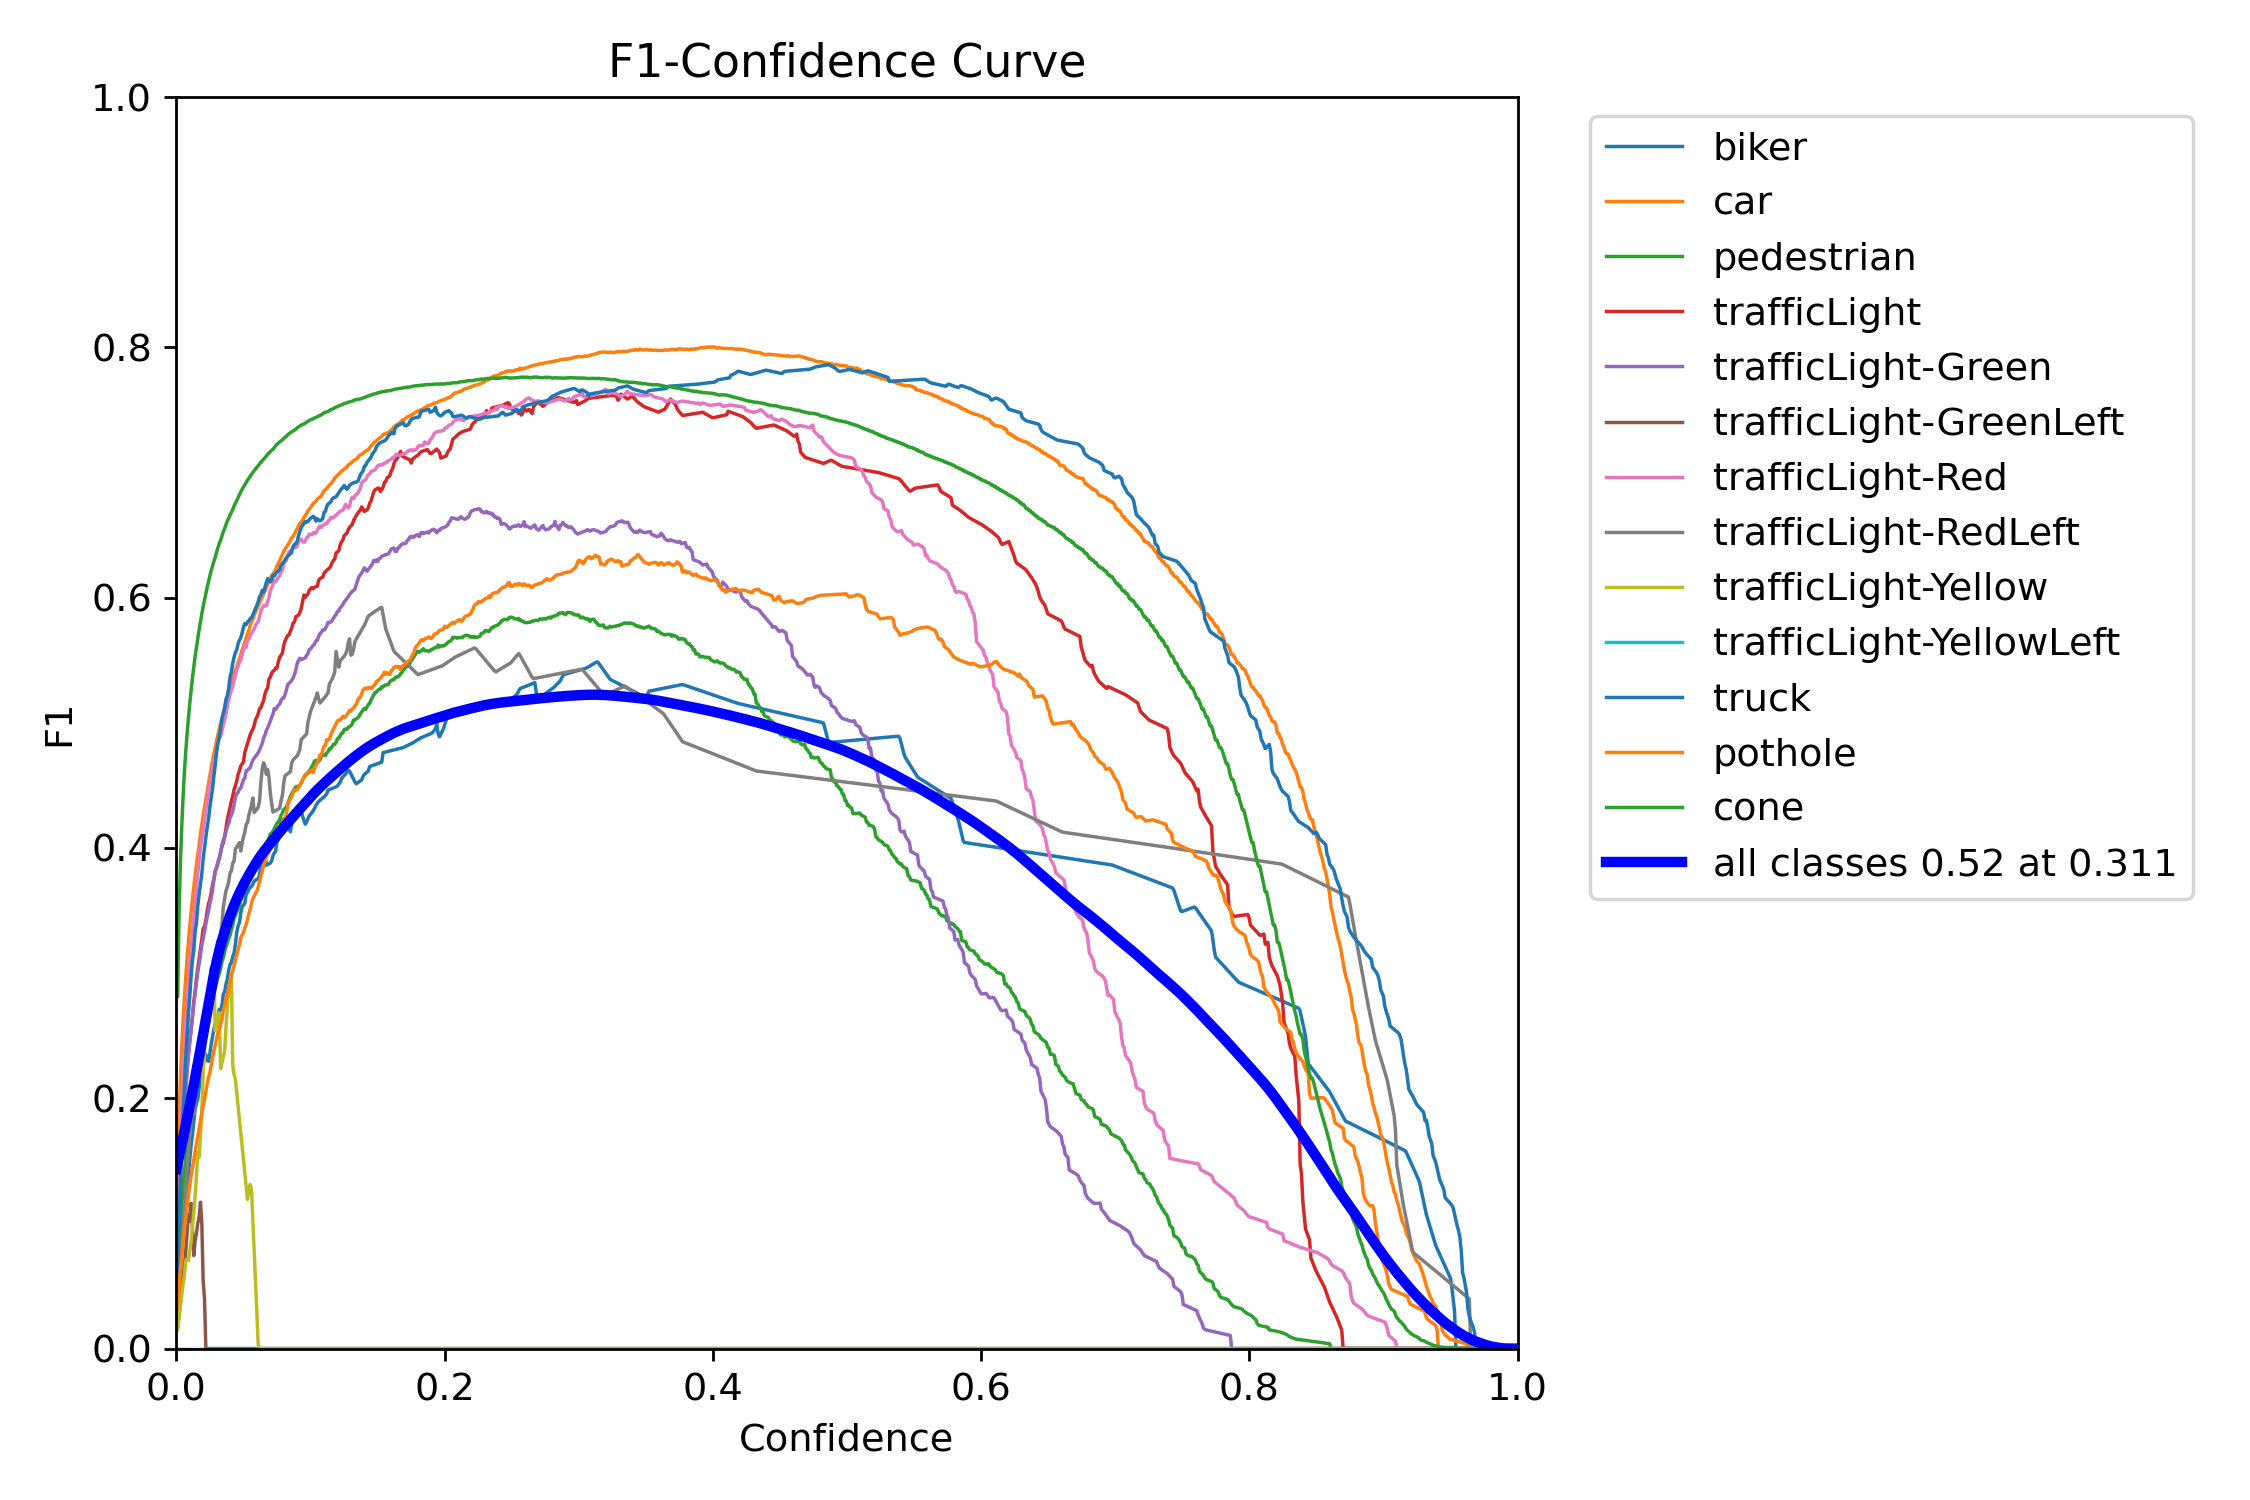 F1-Confidence Curve
1.0
0.8
0.6
0.4
0.2
0.0
F1
0.0 0.2 0.4 0.6 0.8 1.0
Confidence
biker
car
pedestrian
trafficLight
trafficLight-Green
trafficLight-GreenLeft
trafficLight-Red
trafficLight-RedLeft
trafficLight-Yellow
trafficLight-YellowLeft
truck
pothole
cone
all classes 0.52 at 0.311